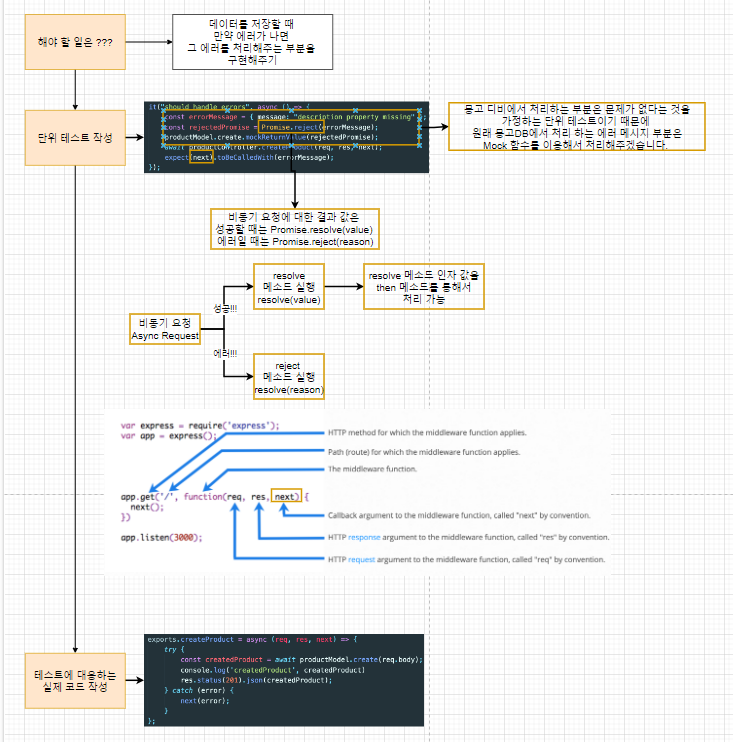 해야 할 일은 ???
데이터를 저장할 때
만약 에러가 나면
그 에러를 처리해주는 부분을
구현해주기
단위 테스트 작성
it("should handle errors", async () => {
const errorMessage = { message: "description property missing" };
const rejectedPromise = Promise.reject(errorMessage);
productModel.create.mockReturnValue(rejectedPromise);
await productController.createProduct(req, res, next);
expect(next).toBeCalledWith(errorMessage);
});
몽고 디비에서 처리하는 부분은 문제가 없다는 것을
가정하는 단위 테스트이기 때문에
원래 몽고DB에서 처리 하는 에러 메시지 부분은
Mock 함수를 이용해서 처리해주겠습니다.
비동기 요청에 대한 결과 값은
성공할 때는 Promise.resolve(value)
에러일 때는 Promise.reject(reason)
resolve
메소드 실행
resolve(value)
resolve 메소드 인자 값을
then 메소드를 통해서
처리 가능
성공!!!
비동기 요청
Async Request
에러!!!
reject
메소드 실행
resolve(reason)
var express = require('express');
var app = express();
HTTP method for which the middleware function applies.
Path (route) for which the middleware function applies.
The middleware function.
app.get('/', function(req, res, next) {
next();
})
Callback argument to the middleware function, called "next" by convention.
app.listen(3000);
HTTP response argument to the middleware function, called "res" by convention.
HTTP request argument to the middleware function, called "req" by convention.
테스트에 대응하는
실제 코드 작성
exports.createProduct = async (req, res, next) => {
try {
const createdProduct = await productModel.create(req.body);
console.log('createdProduct', createdProduct)
res.status(201).json(createdProduct);
} catch (error) {
next(error);
}
};